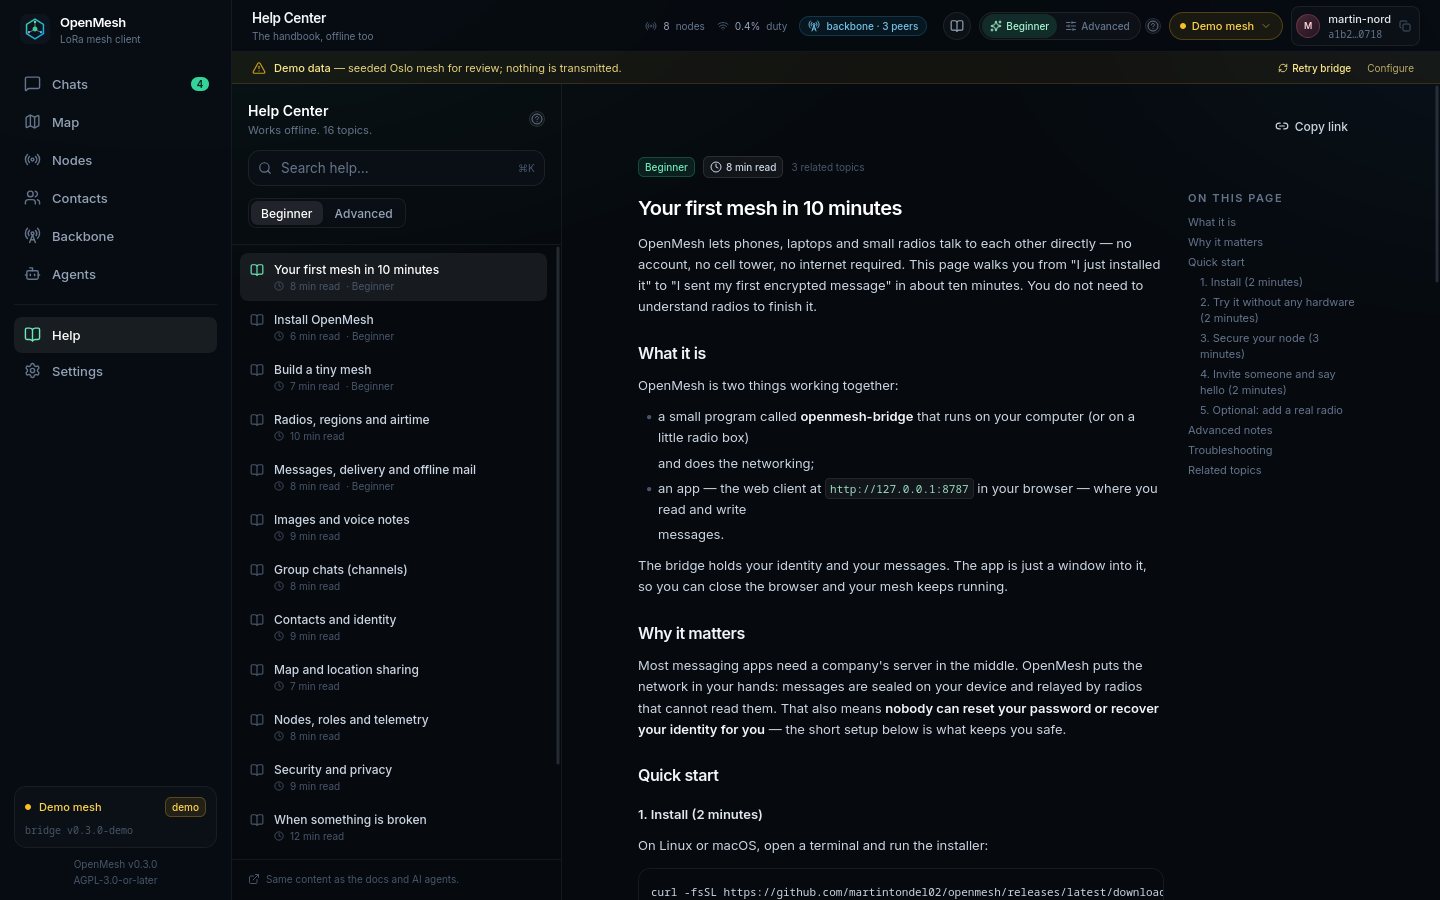 OpenMesh
LoRa mesh client
Chats
4
Map
Nodes
Contacts
Backbone
Agents
Help
Settings
Demo mesh
demo
bridge v0.3.0-demo
OpenMesh v0.3.0
AGPL-3.0-or-later
Help Center
The handbook, offline too
8 nodes
0.4% duty
backbone · 3 peers
Beginner
Advanced
Demo mesh
M
martin-nord
a1b2…0718
Demo data — seeded Oslo mesh for review; nothing is transmitted.
Retry bridge
Configure
Help Center
Works offline. 16 topics.
Search help...
⌘K
Beginner
Advanced
Your first mesh in 10 minutes
8 min read · Beginner
Install OpenMesh
6 min read · Beginner
Build a tiny mesh
7 min read · Beginner
Radios, regions and airtime
10 min read
Messages, delivery and offline mail
8 min read · Beginner
Images and voice notes
9 min read
Group chats (channels)
8 min read
Contacts and identity
9 min read
Map and location sharing
7 min read
Nodes, roles and telemetry
8 min read
Security and privacy
9 min read
When something is broken
12 min read
Same content as the docs and AI agents.
Copy link
Beginner
8 min read
3 related topics
Your first mesh in 10 minutes
OpenMesh lets phones, laptops and small radios talk to each other directly — no
account, no cell tower, no internet required. This page walks you from "I just installed
it" to "I sent my first encrypted message" in about ten minutes. You do not need to
understand radios to finish it.
What it is
OpenMesh is two things working together:
• a small program called openmesh-bridge that runs on your computer (or on a
little radio box)
and does the networking;
• an app — the web client at http://127.0.0.1:8787 in your browser — where you
read and write
messages.
The bridge holds your identity and your messages. The app is just a window into it,
so you can close the browser and your mesh keeps running.
Why it matters
Most messaging apps need a company's server in the middle. OpenMesh puts the
network in your hands: messages are sealed on your device and relayed by radios
that cannot read them. That also means nobody can reset your password or recover
your identity for you — the short setup below is what keeps you safe.
Quick start
1. Install (2 minutes)
On Linux or macOS, open a terminal and run the installer:
curl -fsSL https://github.com/martintondel02/openmesh/releases/latest/download
ON THIS PAGE
What it is
Why it matters
Quick start
1. Install (2 minutes)
2. Try it without any hardware
(2 minutes)
3. Secure your node (3
minutes)
4. Invite someone and say
hello (2 minutes)
5. Optional: add a real radio
Advanced notes
Troubleshooting
Related topics